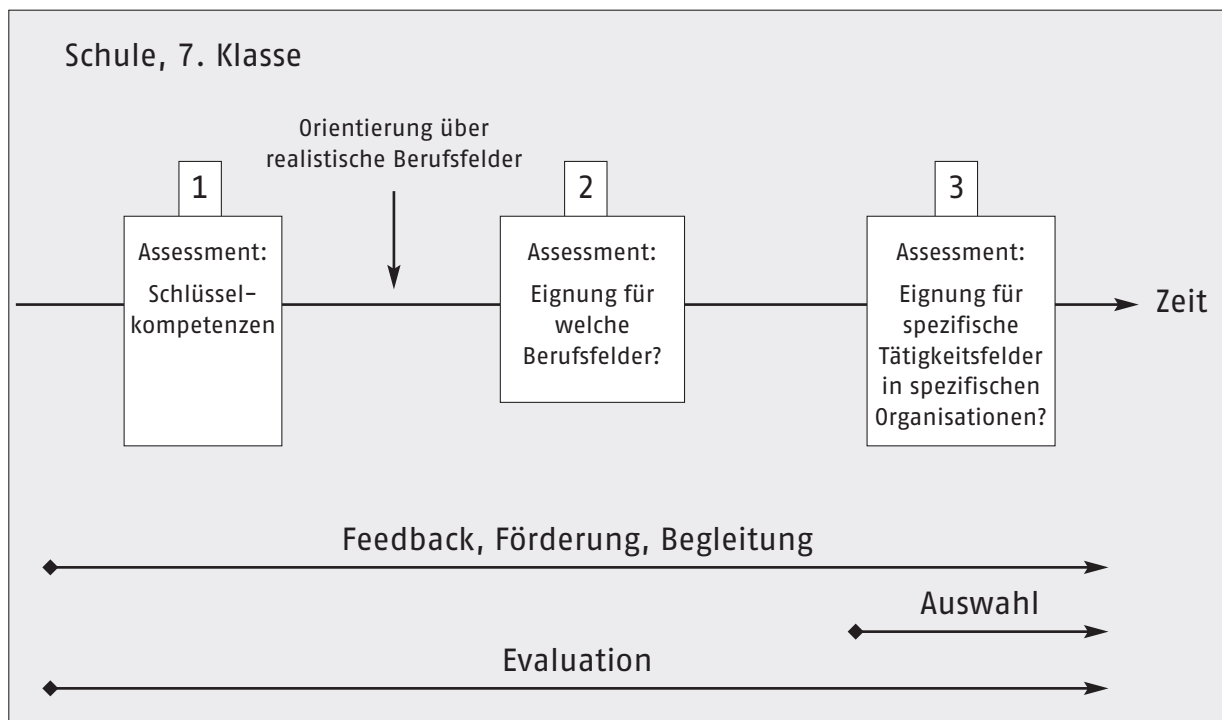 Schule, 7. Klasse
Orientierung über
realistische Berufsfelder
1
Assessment:
Schlüssel-
kompetenzen
2
Assessment:
Eignung für
welche
Berufsfelder?
3
Assessment:
Eignung für
spezifische
Tätigkeitsfelder
in spezifischen
Organisationen?
Zeit
Feedback, Förderung, Begleitung
Auswahl
Evaluation